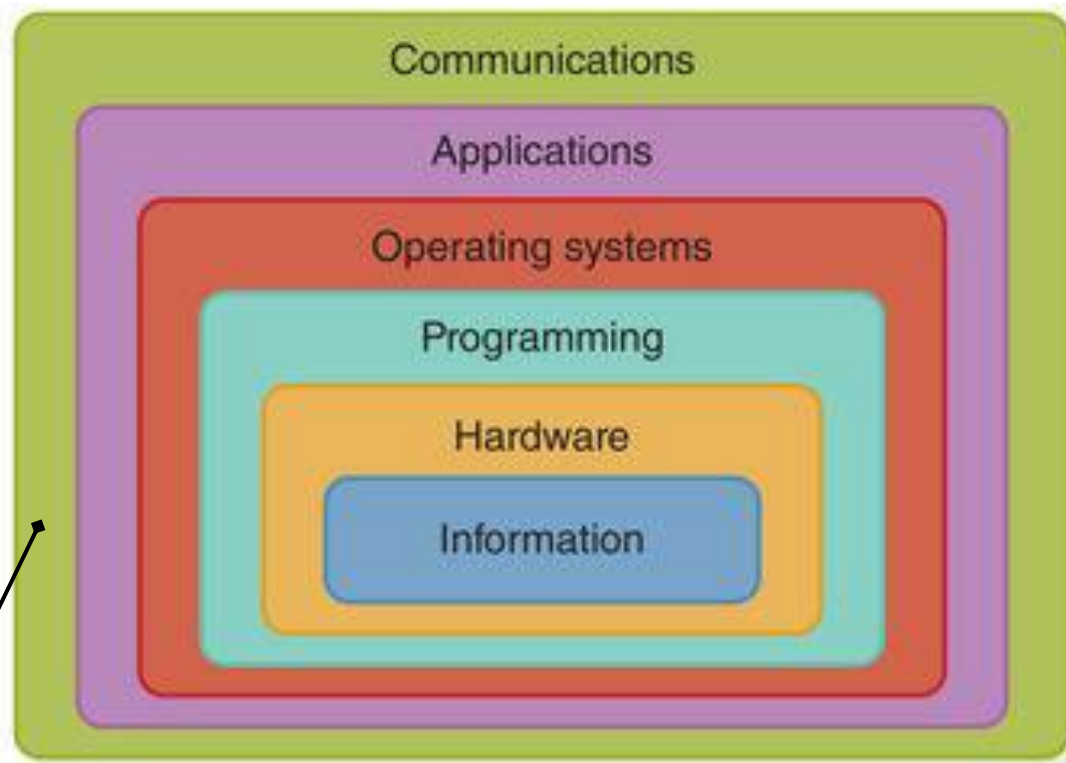 Communications
Applications
Operating systems
Programming
Hardware
Information